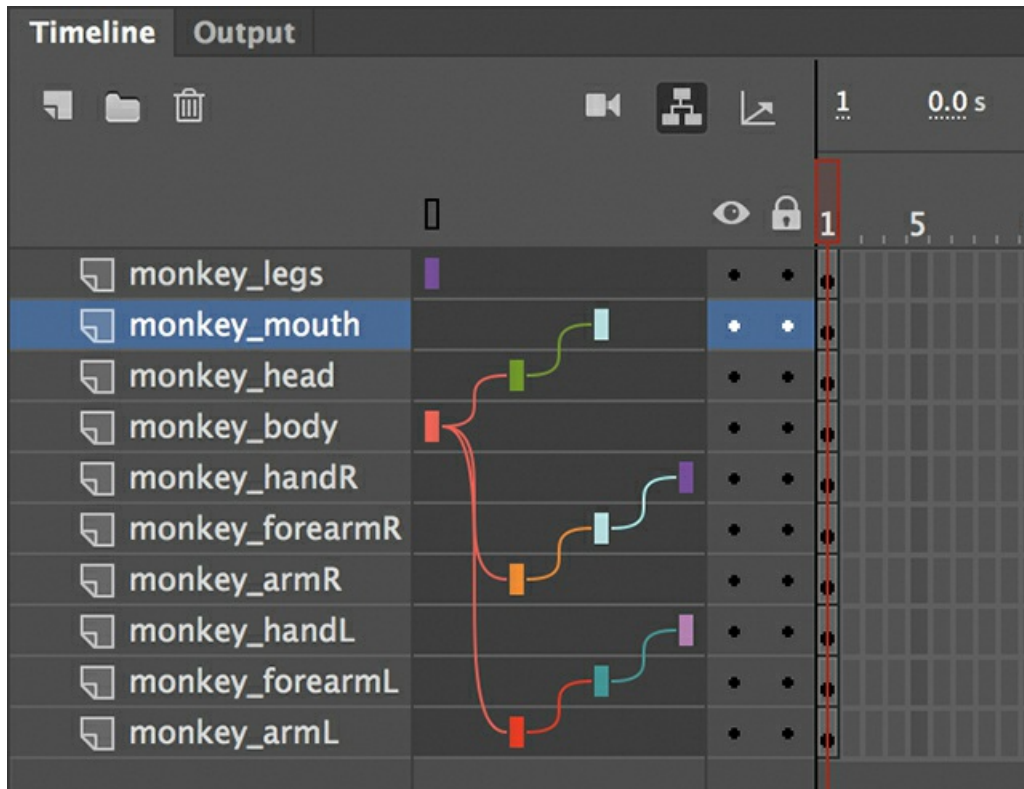 Timeline Output
1 0.0 s
1 5
monkey_legs
monkey_mouth
monkey_head
monkey_body
monkey_handR
monkey_forearmR
monkey_armR
monkey_handL
monkey_forearmL
monkey_armL